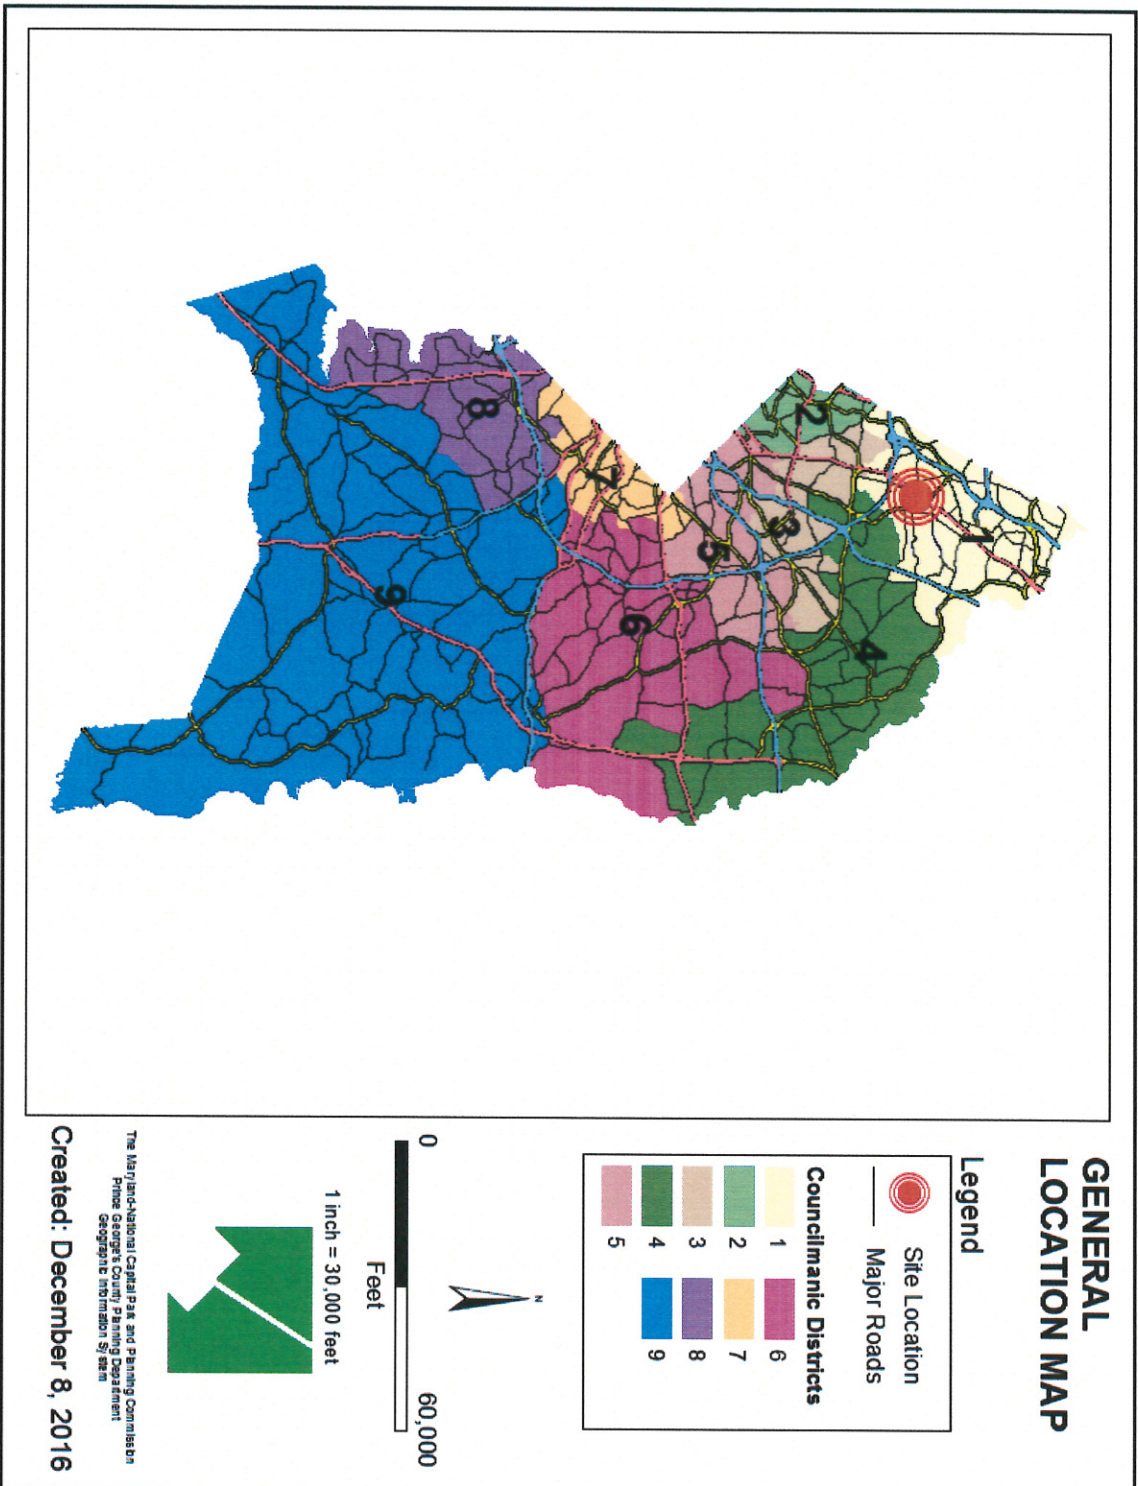 GENERAL
LOCATION MAP
Legend
Site Location
Major Roads
Councilmanic Districts
1
2
3
4
5
6
7
8
9
N
0
60,000
Feet
1 inch = 30,000 feet
The Maryland-National Capital Park and Planning Commission
Prince George's County Planning Department
Geographic Information System
Created: December 8, 2016
1
2
3
4
5
6
7
8
9